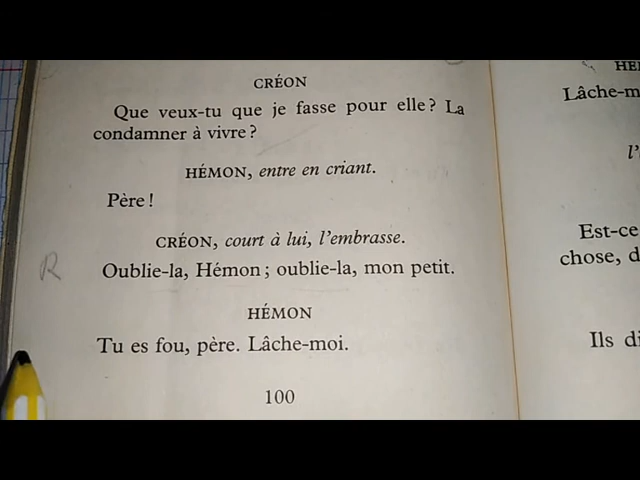 CRÉON
Que veux-tu que je fasse pour elle? La
condamner à vivre?
HÉMON, entre en criant.
Père!
CRÉON, court à lui, l'embrasse.
Oublie-la, Hémon; oublie-la, mon petit.
R
HÉMON
Tu es fou, père. Lâche-moi.
100
Lâche-m
Est-ce
chose, d
Ils di